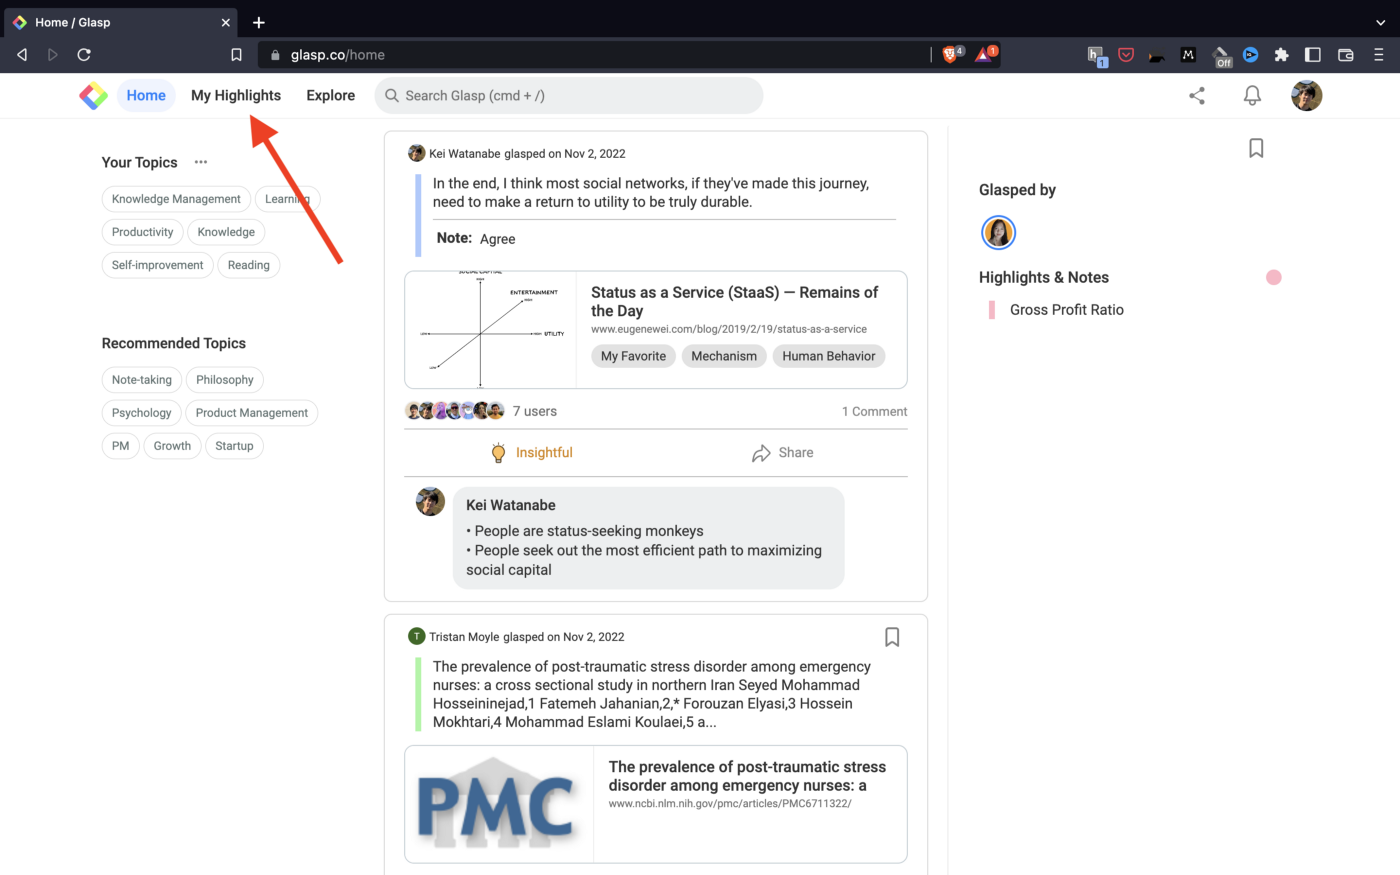 Home / Glasp
glasp.co/home
4
1
1
Off
M
Home
My Highlights
Explore
Search Glasp (cmd + /)
Your Topics
Knowledge Management
Learning
Productivity
Knowledge
Self-improvement
Reading
Recommended Topics
Note-taking
Philosophy
Psychology
Product Management
PM
Growth
Startup
Kei Watanabe glasped on Nov 2, 2022
In the end, I think most social networks, if they've made this journey,
need to make a return to utility to be truly durable.
Note: Agree
SOCIAL CAPITAL
ENTERTAINMENT
UTILITY
Status as a Service (StaaS) — Remains of
the Day
www.eugenewei.com/blog/2019/2/19/status-as-a-service
My Favorite
Mechanism
Human Behavior
7 users
1 Comment
Insightful
Share
Kei Watanabe
• People are status-seeking monkeys
• People seek out the most efficient path to maximizing
social capital
T
Tristan Moyle glasped on Nov 2, 2022
The prevalence of post-traumatic stress disorder among emergency
nurses: a cross sectional study in northern Iran Seyed Mohammad
Hosseininejad,1 Fatemeh Jahanian,2,* Forouzan Elyasi,3 Hossein
Mokhtari,4 Mohammad Eslami Koulaei,5 a...
PMC
The prevalence of post-traumatic stress
disorder among emergency nurses: a
www.ncbi.nlm.nih.gov/pmc/articles/PMC6711322/
Glasped by
Highlights & Notes
Gross Profit Ratio